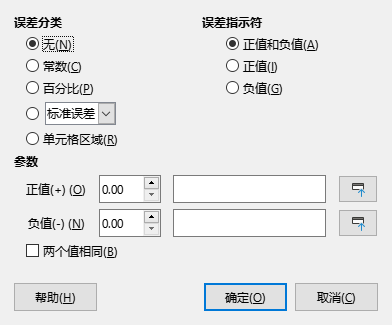 误差分类 误差指示符
无(N) 正值和负值(A)
常数(C) 正值(I)
百分比(P) 负值(G)
标准误差
单元格区域(R)
参数
正值(+) (O) 0.00
负值(-) (N) 0.00
两个值相同(B)
帮助(H) 确定(O) 取消(C)